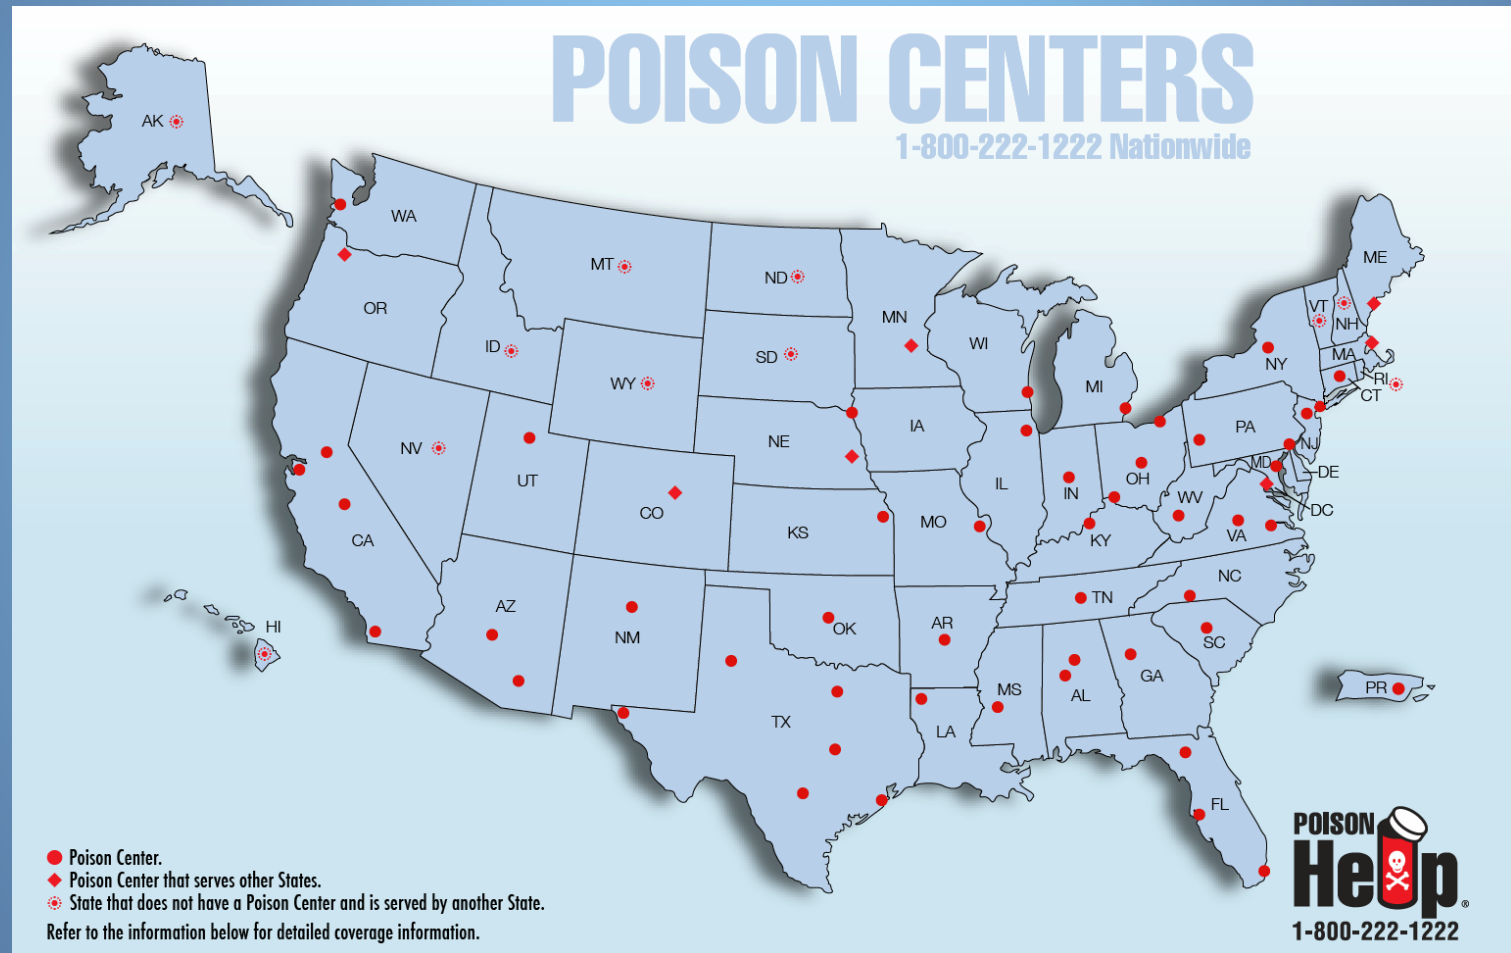 POISON CENTERS
1-800-222-1222 Nationwide
AK
WA
MT
ND
ME
OR
MN
VT
NH
ID
SD
WI
MA
NY
WY
MI
RI
CT
NE
IA
PA
NV
NJ
UT
IL
IN
OH
MD
DE
CO
WV
DC
KS
MO
VA
CA
KY
NC
AZ
TN
HI
NM
OK
AR
SC
GA
PR
MS
AL
TX
LA
FL
Poison Center.
Poison Center that serves other States.
State that does not have a Poison Center and is served by another State.
Refer to the information below for detailed coverage information.
POISON
Help®
1-800-222-1222